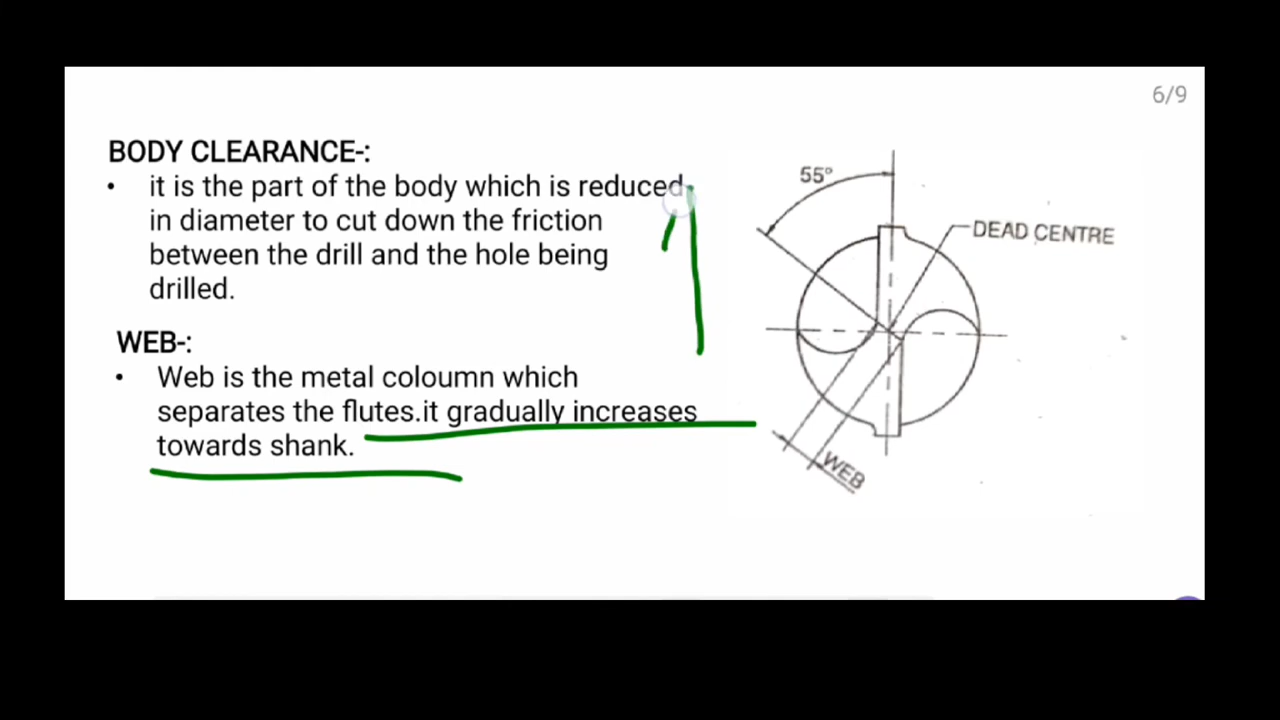 6/9
BODY CLEARANCE-:
• it is the part of the body which is reduced
in diameter to cut down the friction
between the drill and the hole being
drilled.
WEB-:
• Web is the metal coloumn which
separates the flutes.it gradually increases
towards shank.
55°
DEAD CENTRE
WEB